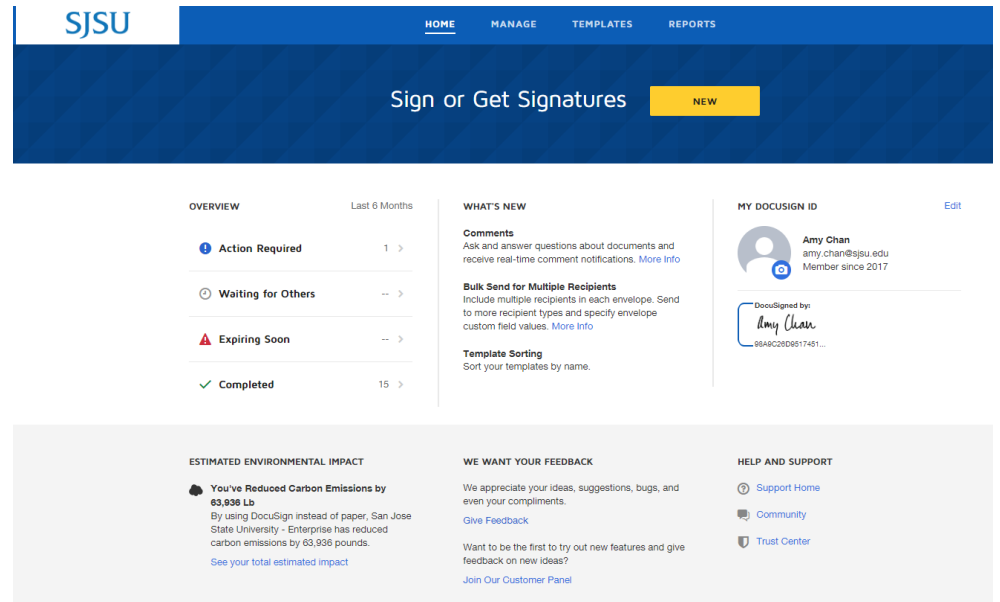 SJSU
HOME MANAGE TEMPLATES REPORTS
Sign or Get Signatures NEW
OVERVIEW Last 6 Months
Action Required 1
Waiting for Others --
Expiring Soon --
Completed 15
WHAT'S NEW
Comments
Ask and answer questions about documents and
receive real-time comment notifications. More Info
Bulk Send for Multiple Recipients
Include multiple recipients in each envelope. Send
to more recipient types and specify envelope
custom field values. More Info
Template Sorting
Sort your templates by name.
MY DOCUSIGN ID Edit
Amy Chan
amy.chan@sjsu.edu
Member since 2017
DocuSigned by:
Amy Chan
98A9C26D9517451...
ESTIMATED ENVIRONMENTAL IMPACT
You've Reduced Carbon Emissions by
63,936 Lb
By using DocuSign instead of paper, San Jose
State University - Enterprise has reduced
carbon emissions by 63,936 pounds.
See your total estimated impact
WE WANT YOUR FEEDBACK
We appreciate your ideas, suggestions, bugs, and
even your compliments.
Give Feedback
Want to be the first to try out new features and give
feedback on new ideas?
Join Our Customer Panel
HELP AND SUPPORT
Support Home
Community
Trust Center